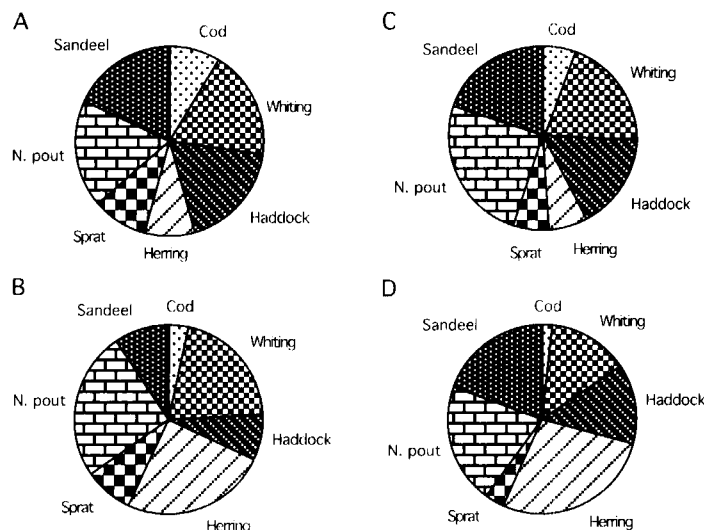 A
Sandeel
Cod
Whiting
N. pout
Haddock
Sprat
Herring
C
Sandeel
Cod
Whiting
N. pout
Haddock
Sprat
Herring
B
Sandeel
Cod
Whiting
N. pout
Haddock
Sprat
Herring
D
Sandeel
Cod
Whiting
Haddock
N. pout
Sprat
Herring